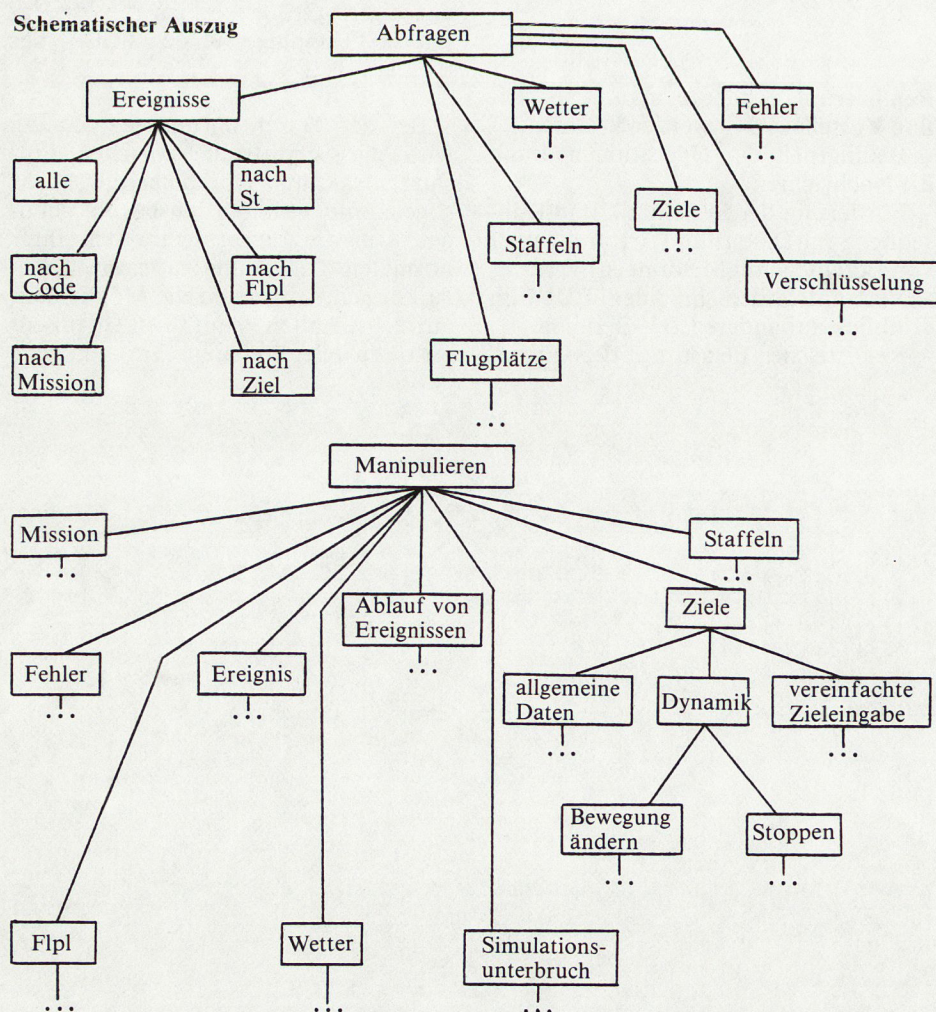 Schematischer Auszug
Abfragen
Ereignisse
Wetter
Fehler
...
...
alle
nach
St
Ziele
...
Staffeln
...
nach
Code
nach
Flpl
Verschlüsselung
...
nach
Mission
nach
Ziel
Flugplätze
...
Manipulieren
Mission
...
Staffeln
...
Ablauf von
Ereignissen
...
Ziele
Fehler
...
Ereignis
...
allgemeine
Daten
...
Dynamik
vereinfachte
Zieleingabe
...
Bewegung
ändern
...
Stoppen
...
Flpl
...
Wetter
...
Simulations-
unterbruch
...